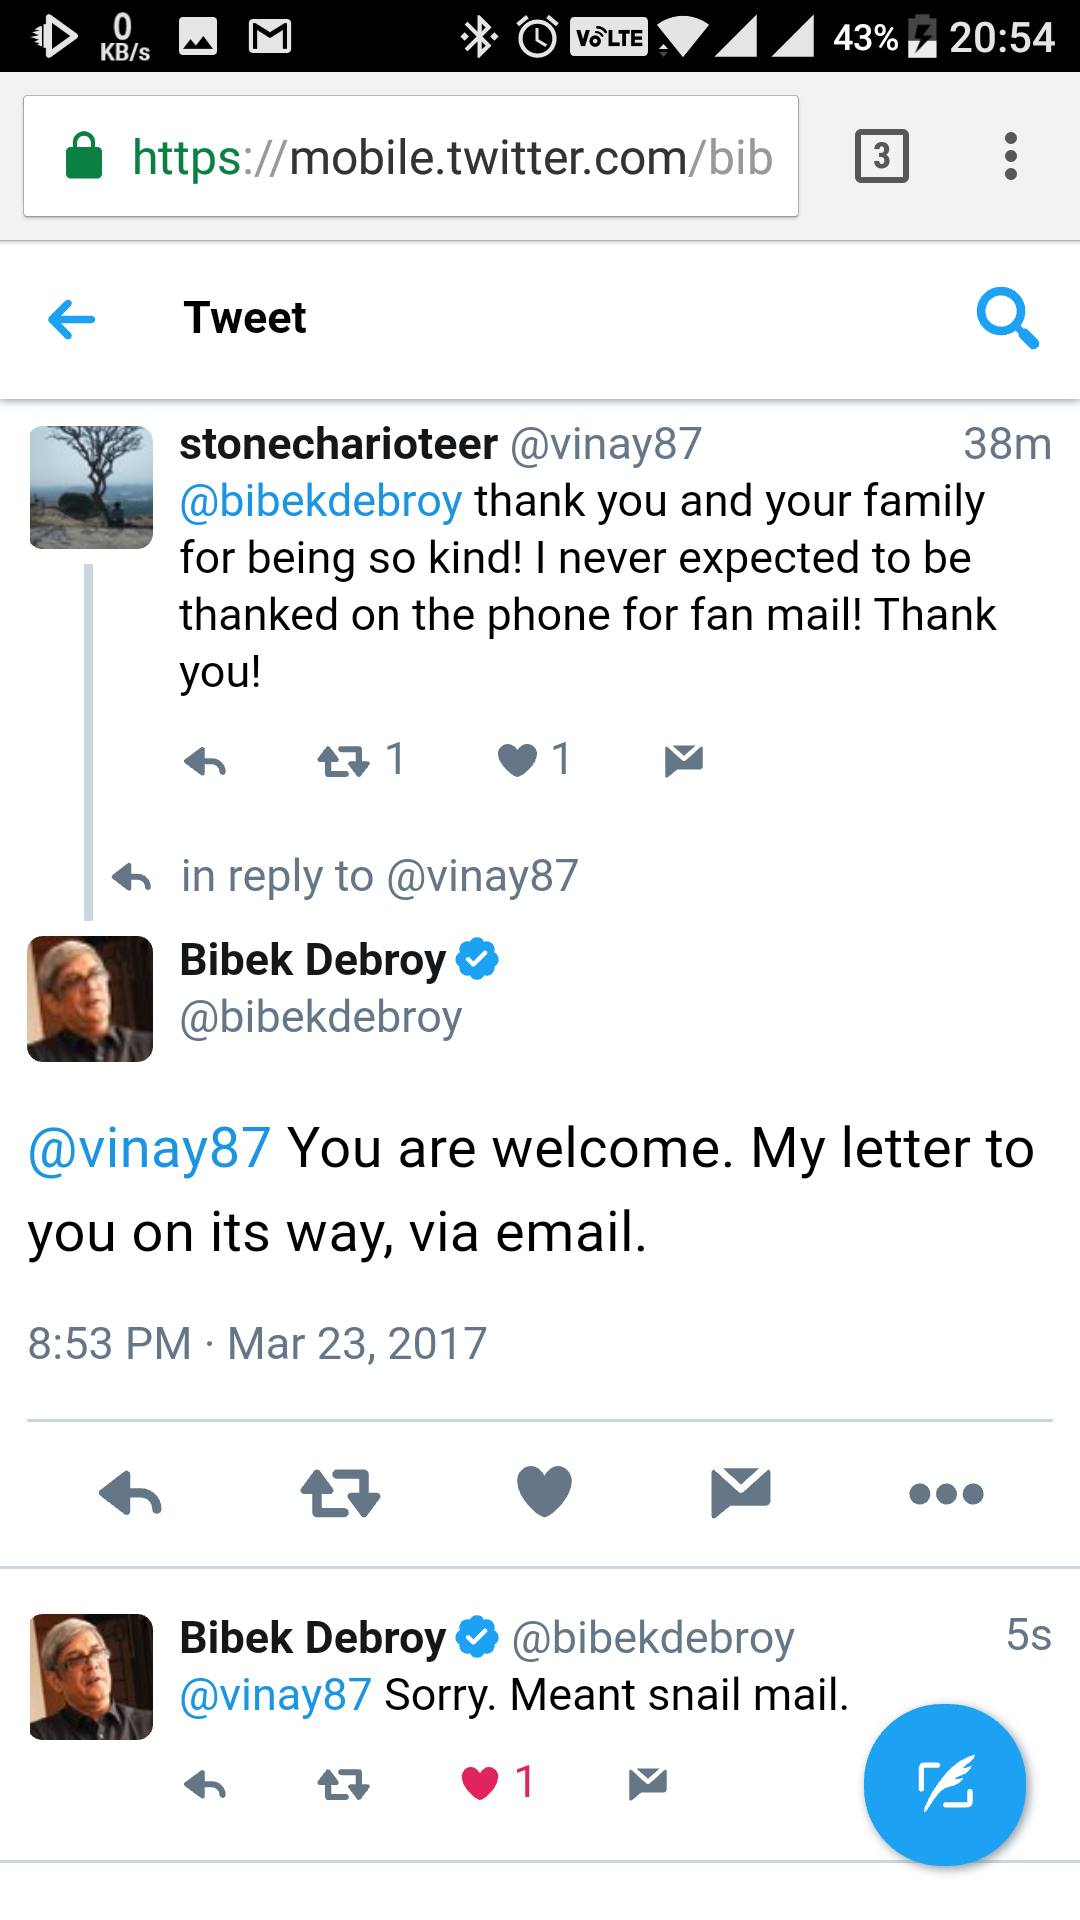 0
KB/s
VoLTE
43%
20:54
https://mobile.twitter.com/bib
3
Tweet
stonecharioteer @vinay87 38m
@bibekdebroy thank you and your family
for being so kind! I never expected to be
thanked on the phone for fan mail! Thank
you!
1 1
in reply to @vinay87
Bibek Debroy
@bibekdebroy
@vinay87 You are welcome. My letter to
you on its way, via email.
8:53 PM · Mar 23, 2017
Bibek Debroy @bibekdebroy 5s
@vinay87 Sorry. Meant snail mail.
1